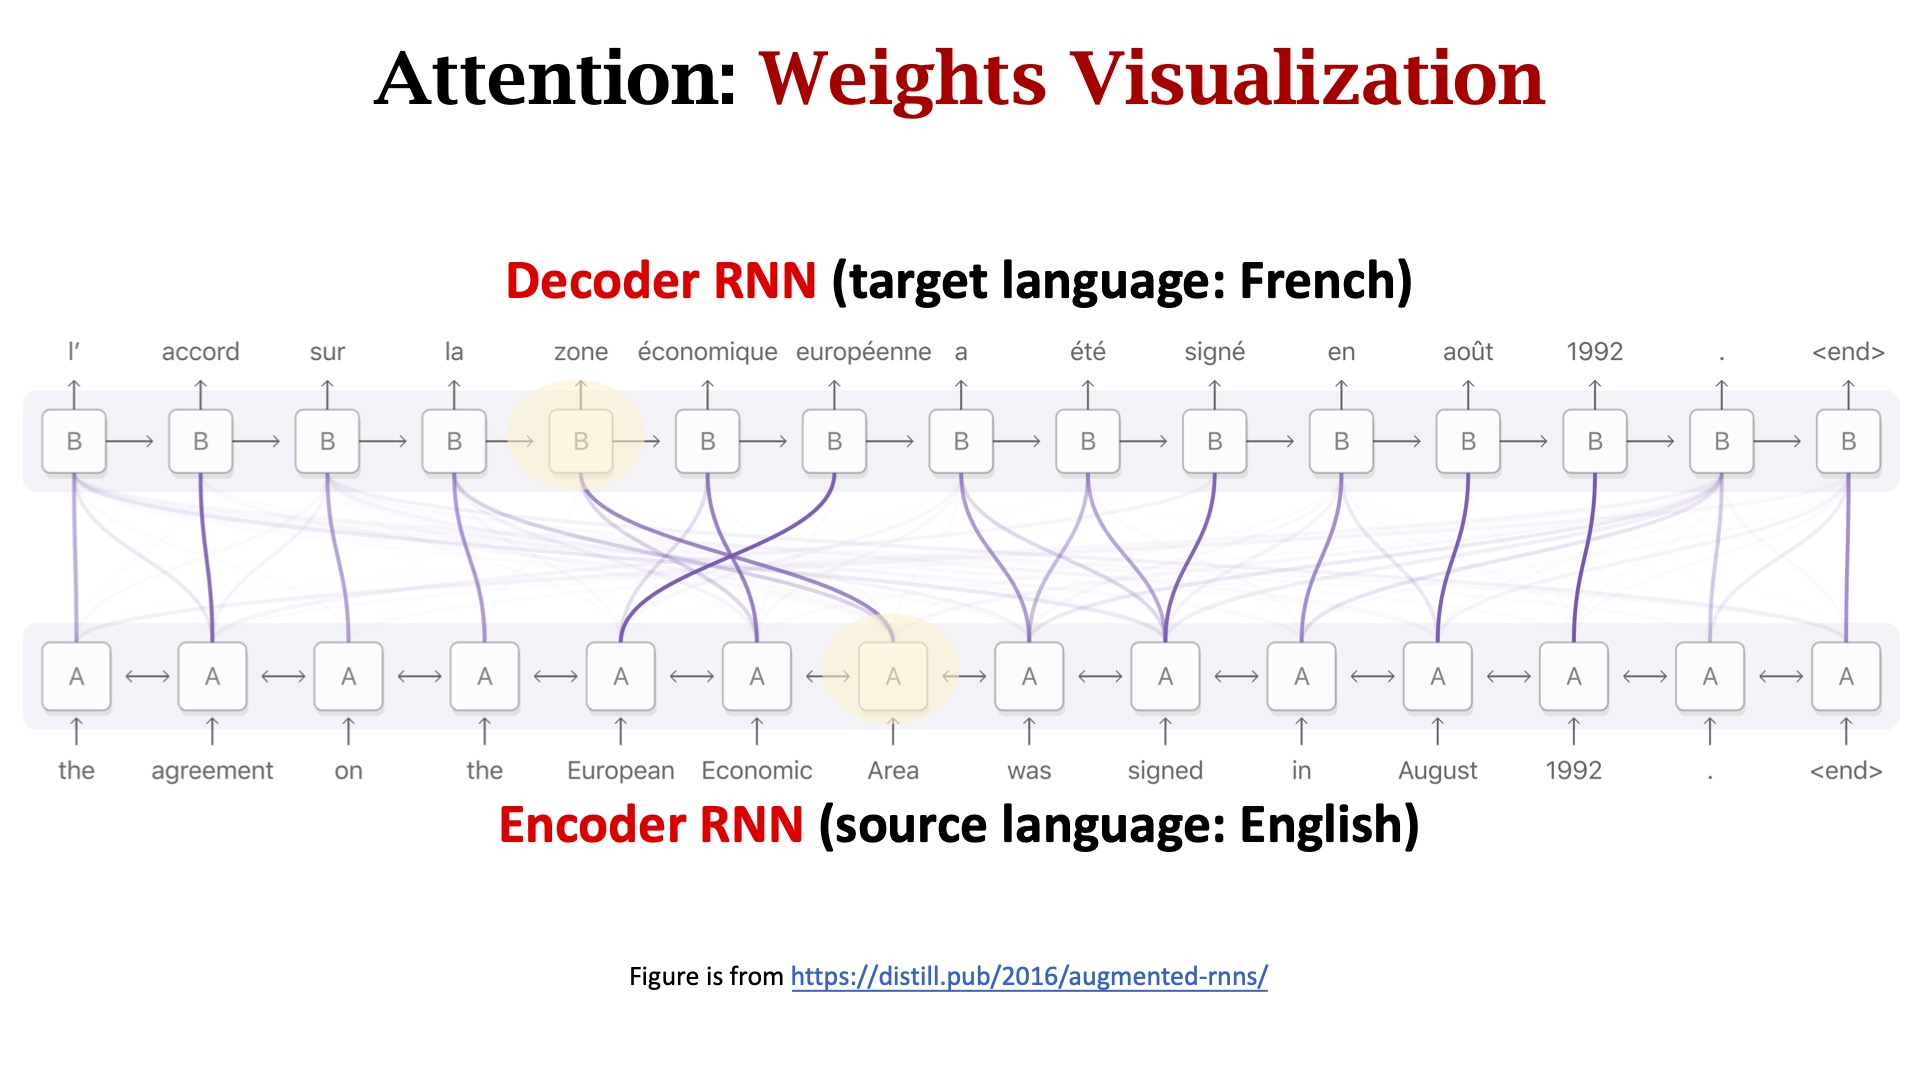 Attention: Weights Visualization
Decoder RNN (target language: French)
l’ accord sur la zone économique européenne a été signé en août 1992 . <end>
B B B B B B B B B B B B B B B
A A A A A A A A A A A A A A
the agreement on the European Economic Area was signed in August 1992 . <end>
Encoder RNN (source language: English)
Figure is from https://distill.pub/2016/augmented-rnns/